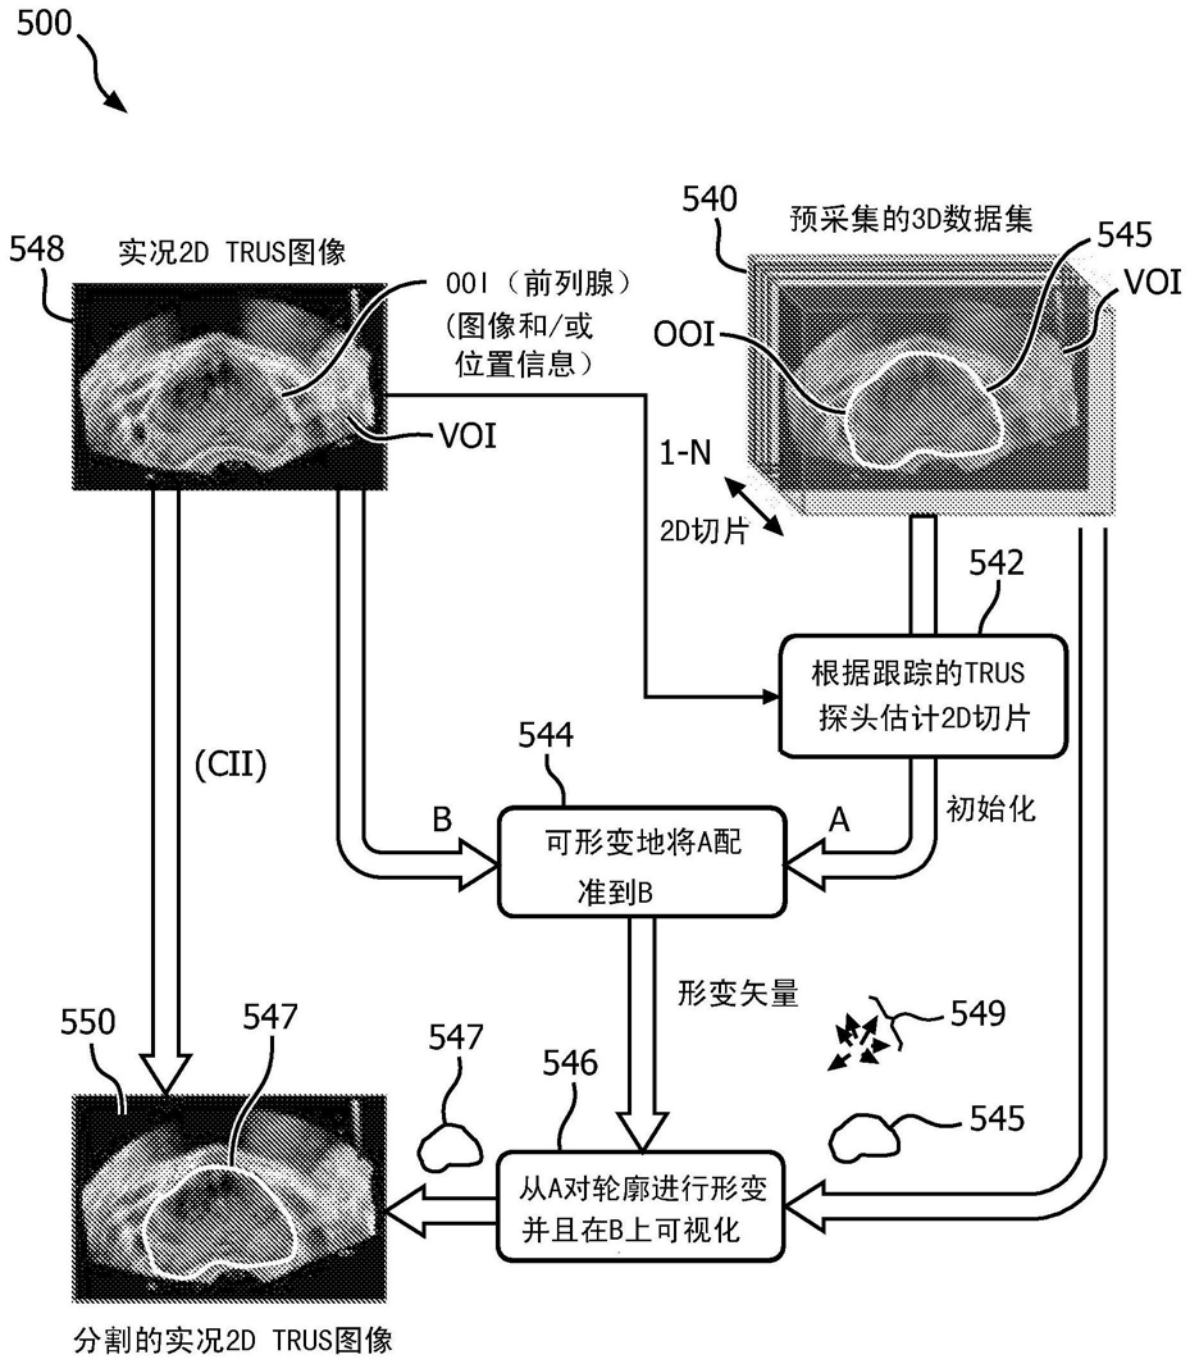 500
540
预采集的3D数据集
545
548
实况2D TRUS图像
VOI
OOI（前列腺）
(图像和/或
位置信息）
OOI
VOI
1-N
2D切片
542
根据跟踪的TRUS
探头估计2D切片
544
(CII)
B
A
初始化
可形变地将A配
准到B
形变矢量
549
550
547
547
546
545
从A对轮廓进行形变
并且在B上可视化
分割的实况2D TRUS图像